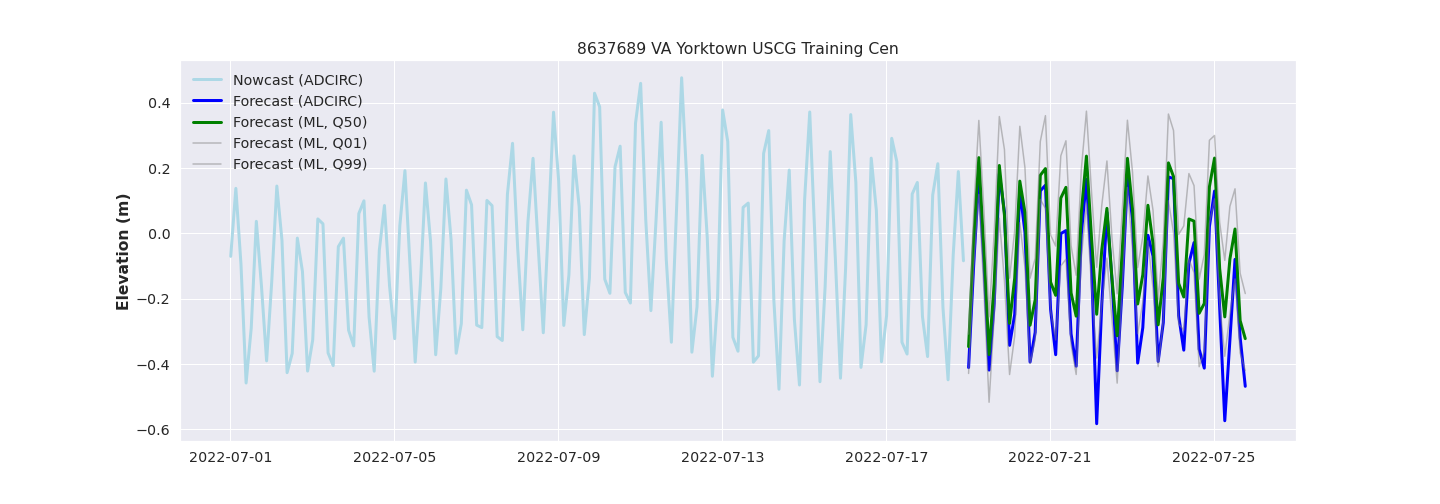 8637689 VA Yorktown USCG Training Cen
Nowcast (ADCIRC)
Forecast (ADCIRC)
Forecast (ML, Q50)
Forecast (ML, Q01)
Forecast (ML, Q99)
Elevation (m)
0.4
0.2
0.0
−0.2
−0.4
−0.6
2022-07-01 2022-07-05 2022-07-09 2022-07-13 2022-07-17 2022-07-21 2022-07-25